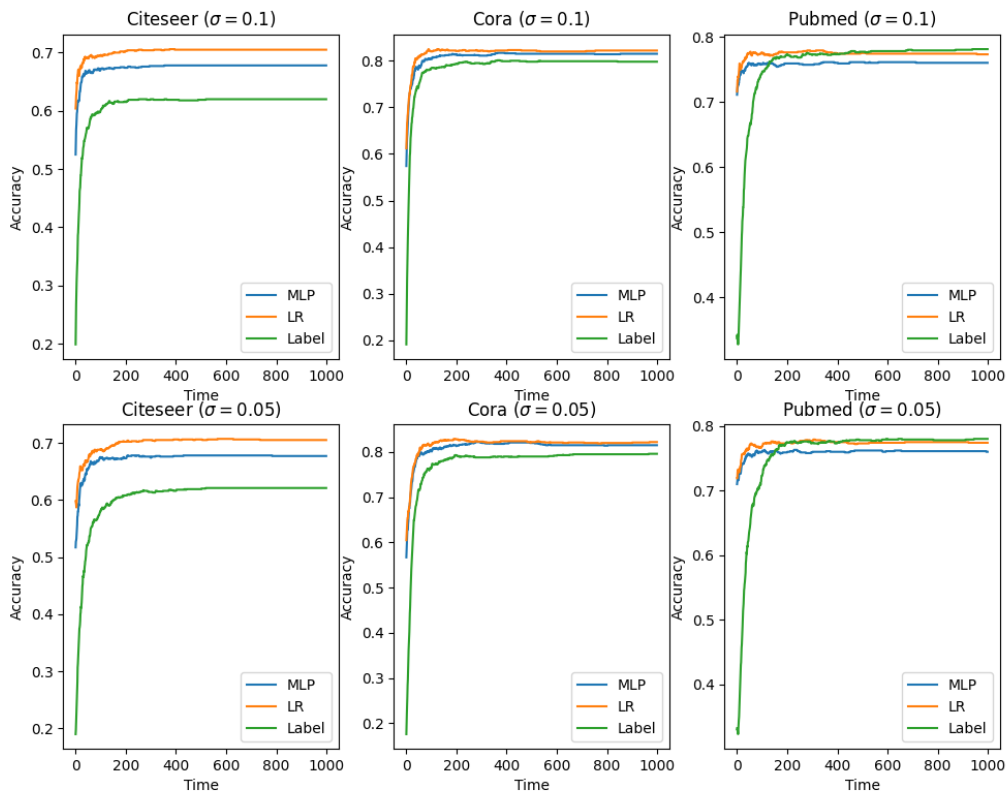 Citeseer (σ = 0.1)
Accuracy
0.7
0.6
0.5
0.4
0.3
0.2
MLP
LR
Label
0 200 400 600 800 1000
Time
Cora (σ = 0.1)
Accuracy
0.8
0.7
0.6
0.5
0.4
0.3
0.2
MLP
LR
Label
0 200 400 600 800 1000
Time
Pubmed (σ = 0.1)
Accuracy
0.8
0.7
0.6
0.5
0.4
MLP
LR
Label
0 200 400 600 800 1000
Time
Citeseer (σ = 0.05)
Accuracy
0.7
0.6
0.5
0.4
0.3
0.2
MLP
LR
Label
0 200 400 600 800 1000
Time
Cora (σ = 0.05)
Accuracy
0.8
0.7
0.6
0.5
0.4
0.3
0.2
MLP
LR
Label
0 200 400 600 800 1000
Time
Pubmed (σ = 0.05)
Accuracy
0.8
0.7
0.6
0.5
0.4
MLP
LR
Label
0 200 400 600 800 1000
Time